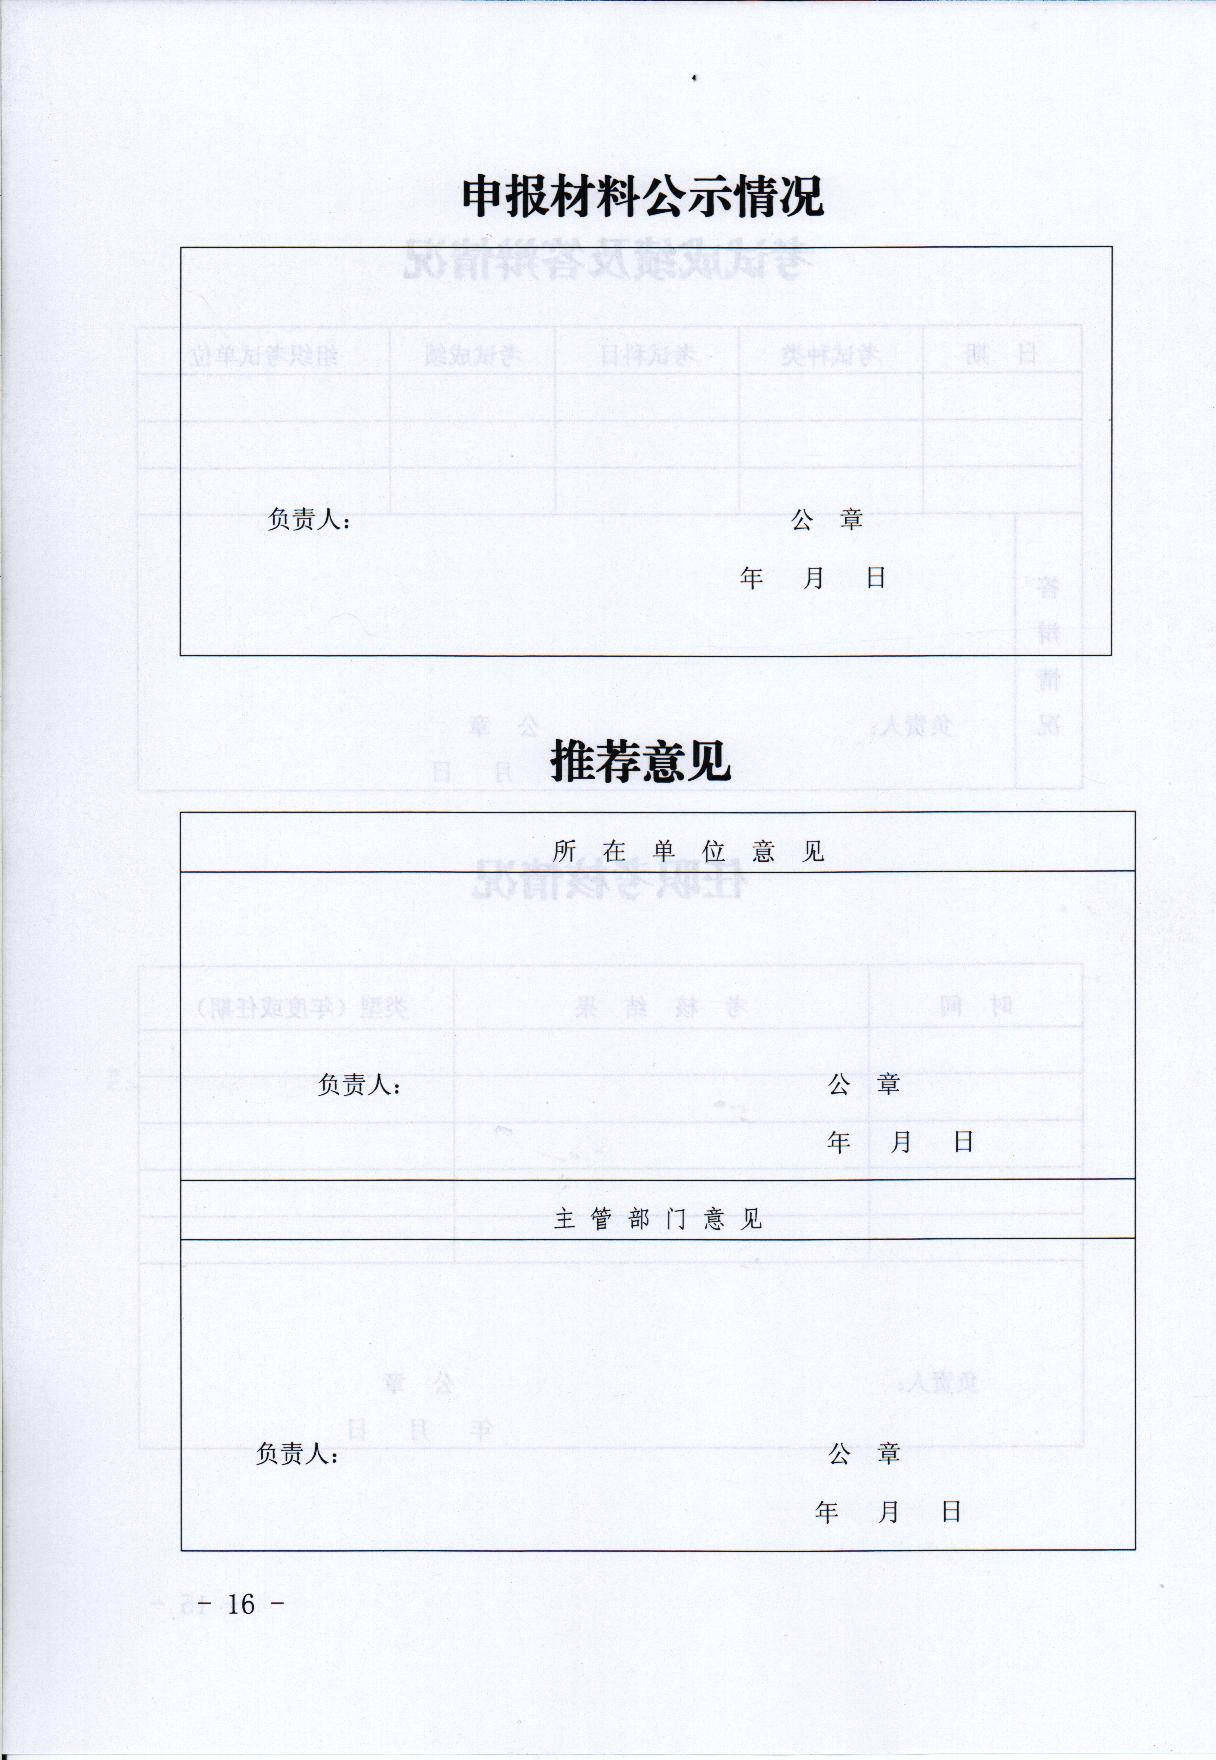 申报材料公示情况
负责人： 公 章
年 月 日
推荐意见
所 在 单 位 意 见
负责人： 公 章
年 月 日
主 管 部 门 意 见
负责人： 公 章
年 月 日
- 16 -